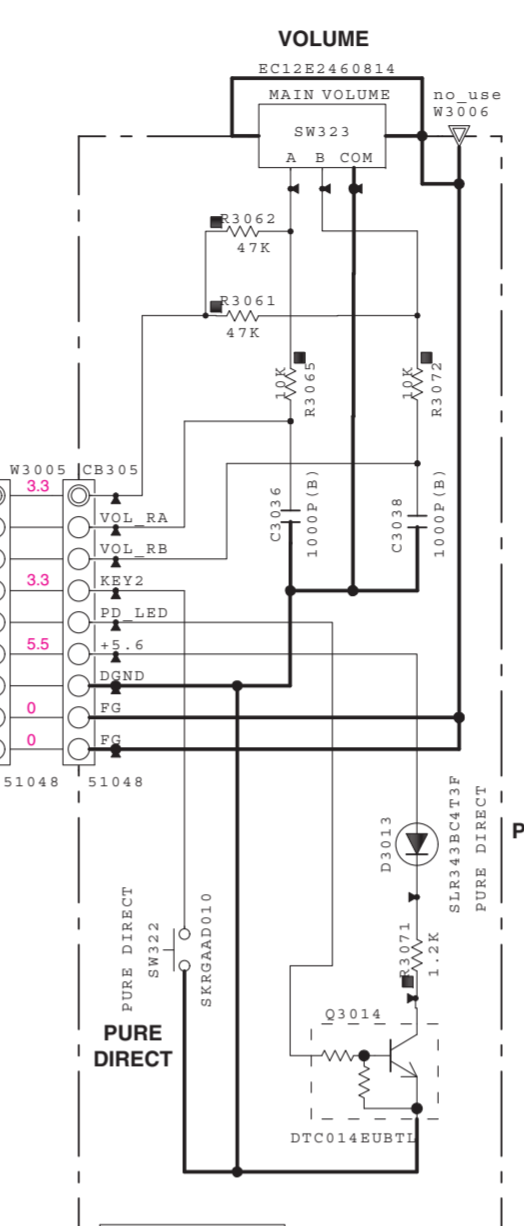 VOLUME
EC12E2460814
MAIN VOLUME
no_use
W3006
SW323
A B COM
R3062
47K
R3061
47K
10K
R3065
10K
R3072
W3005 CB305
3.3
C3036
1000P(B)
C3038
1000P(B)
VOL_RA
VOL_RB
3.3 KEY2
PD_LED
5.5 +5.6
DGND
0 FG
0 FG
51048 51048
D3013
SLR343BC4T3F
PURE DIRECT
P
PURE DIRECT
SW322
SKRGAAD010
R3071
1.2K
PURE
DIRECT
Q3014
DTC014EUBTL